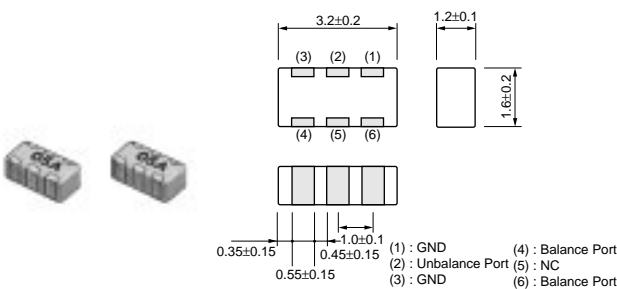 3.2±0.2
1.2±0.1
(3) (2) (1)
1.6±0.2
(4) (5) (6)
1.0±0.1
0.35±0.15
0.45±0.15
0.55±0.15
(1) : GND
(2) : Unbalance Port
(3) : GND
(4) : Balance Port
(5) : NC
(6) : Balance Port